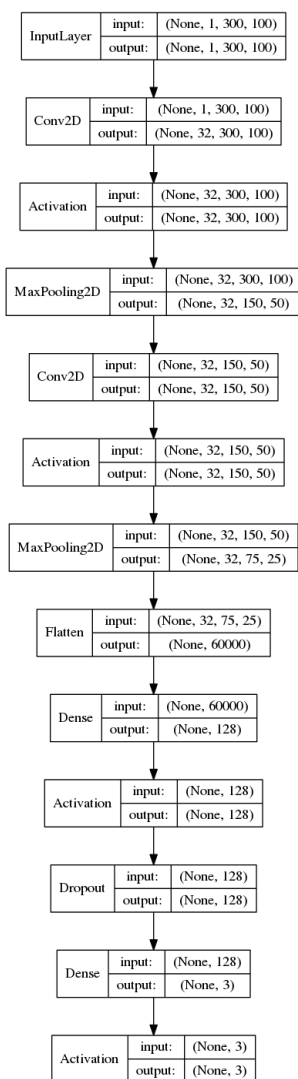 InputLayer input: (None, 1, 300, 100)
output: (None, 1, 300, 100)
Conv2D input: (None, 1, 300, 100)
output: (None, 32, 300, 100)
Activation input: (None, 32, 300, 100)
output: (None, 32, 300, 100)
MaxPooling2D input: (None, 32, 300, 100)
output: (None, 32, 150, 50)
Conv2D input: (None, 32, 150, 50)
output: (None, 32, 150, 50)
Activation input: (None, 32, 150, 50)
output: (None, 32, 150, 50)
MaxPooling2D input: (None, 32, 150, 50)
output: (None, 32, 75, 25)
Flatten input: (None, 32, 75, 25)
output: (None, 60000)
Dense input: (None, 60000)
output: (None, 128)
Activation input: (None, 128)
output: (None, 128)
Dropout input: (None, 128)
output: (None, 128)
Dense input: (None, 128)
output: (None, 3)
Activation input: (None, 3)
output: (None, 3)